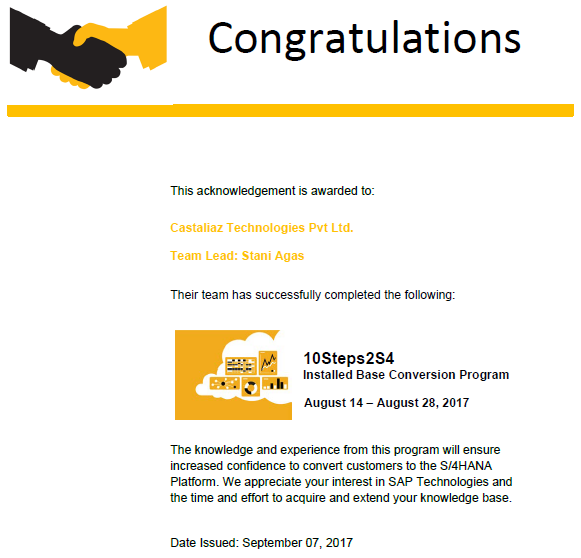 Congratulations
This acknowledgement is awarded to:
Castaliaz Technologies Pvt Ltd.
Team Lead: Stani Agas
Their team has successfully completed the following:
10Steps2S4
Installed Base Conversion Program
August 14 – August 28, 2017
The knowledge and experience from this program will ensure
increased confidence to convert customers to the S/4HANA
Platform. We appreciate your interest in SAP Technologies and
the time and effort to acquire and extend your knowledge base.
Date Issued: September 07, 2017